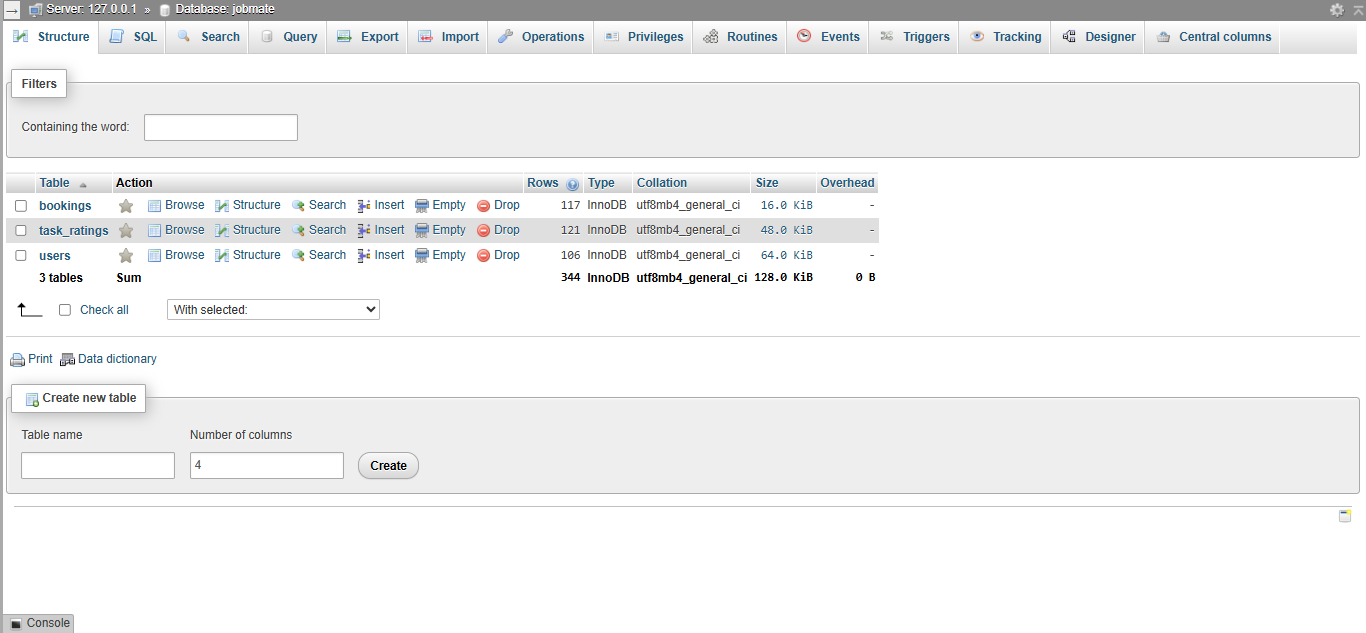 Server: 127.0.0.1 » Database: jobmate
Structure SQL Search Query Export Import Operations Privileges Routines Events Triggers Tracking Designer Central columns
Filters
Containing the word:
Table Action Rows Type Collation Size Overhead
bookings Browse Structure Search Insert Empty Drop 117 InnoDB utf8mb4_general_ci 16.0 KiB -
task_ratings Browse Structure Search Insert Empty Drop 121 InnoDB utf8mb4_general_ci 48.0 KiB -
users Browse Structure Search Insert Empty Drop 106 InnoDB utf8mb4_general_ci 64.0 KiB -
3 tables Sum 344 InnoDB utf8mb4_general_ci 128.0 KiB 0 B
Check all With selected:
Print Data dictionary
Create new table
Table name Number of columns
4 Create
Console